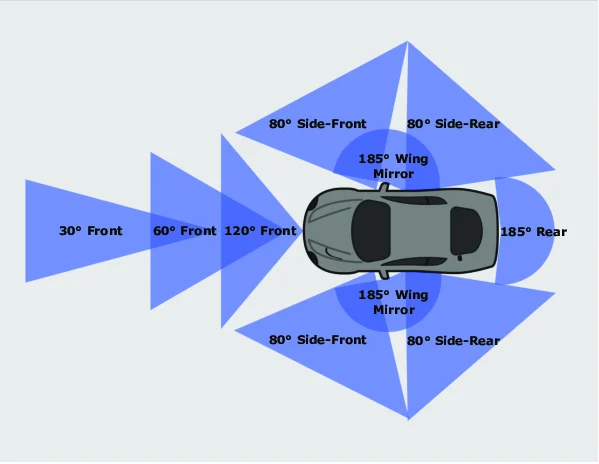 80° Side-Front
80° Side-Rear
185° Wing
Mirror
30° Front
60° Front
120° Front
185° Rear
185° Wing
Mirror
80° Side-Front
80° Side-Rear